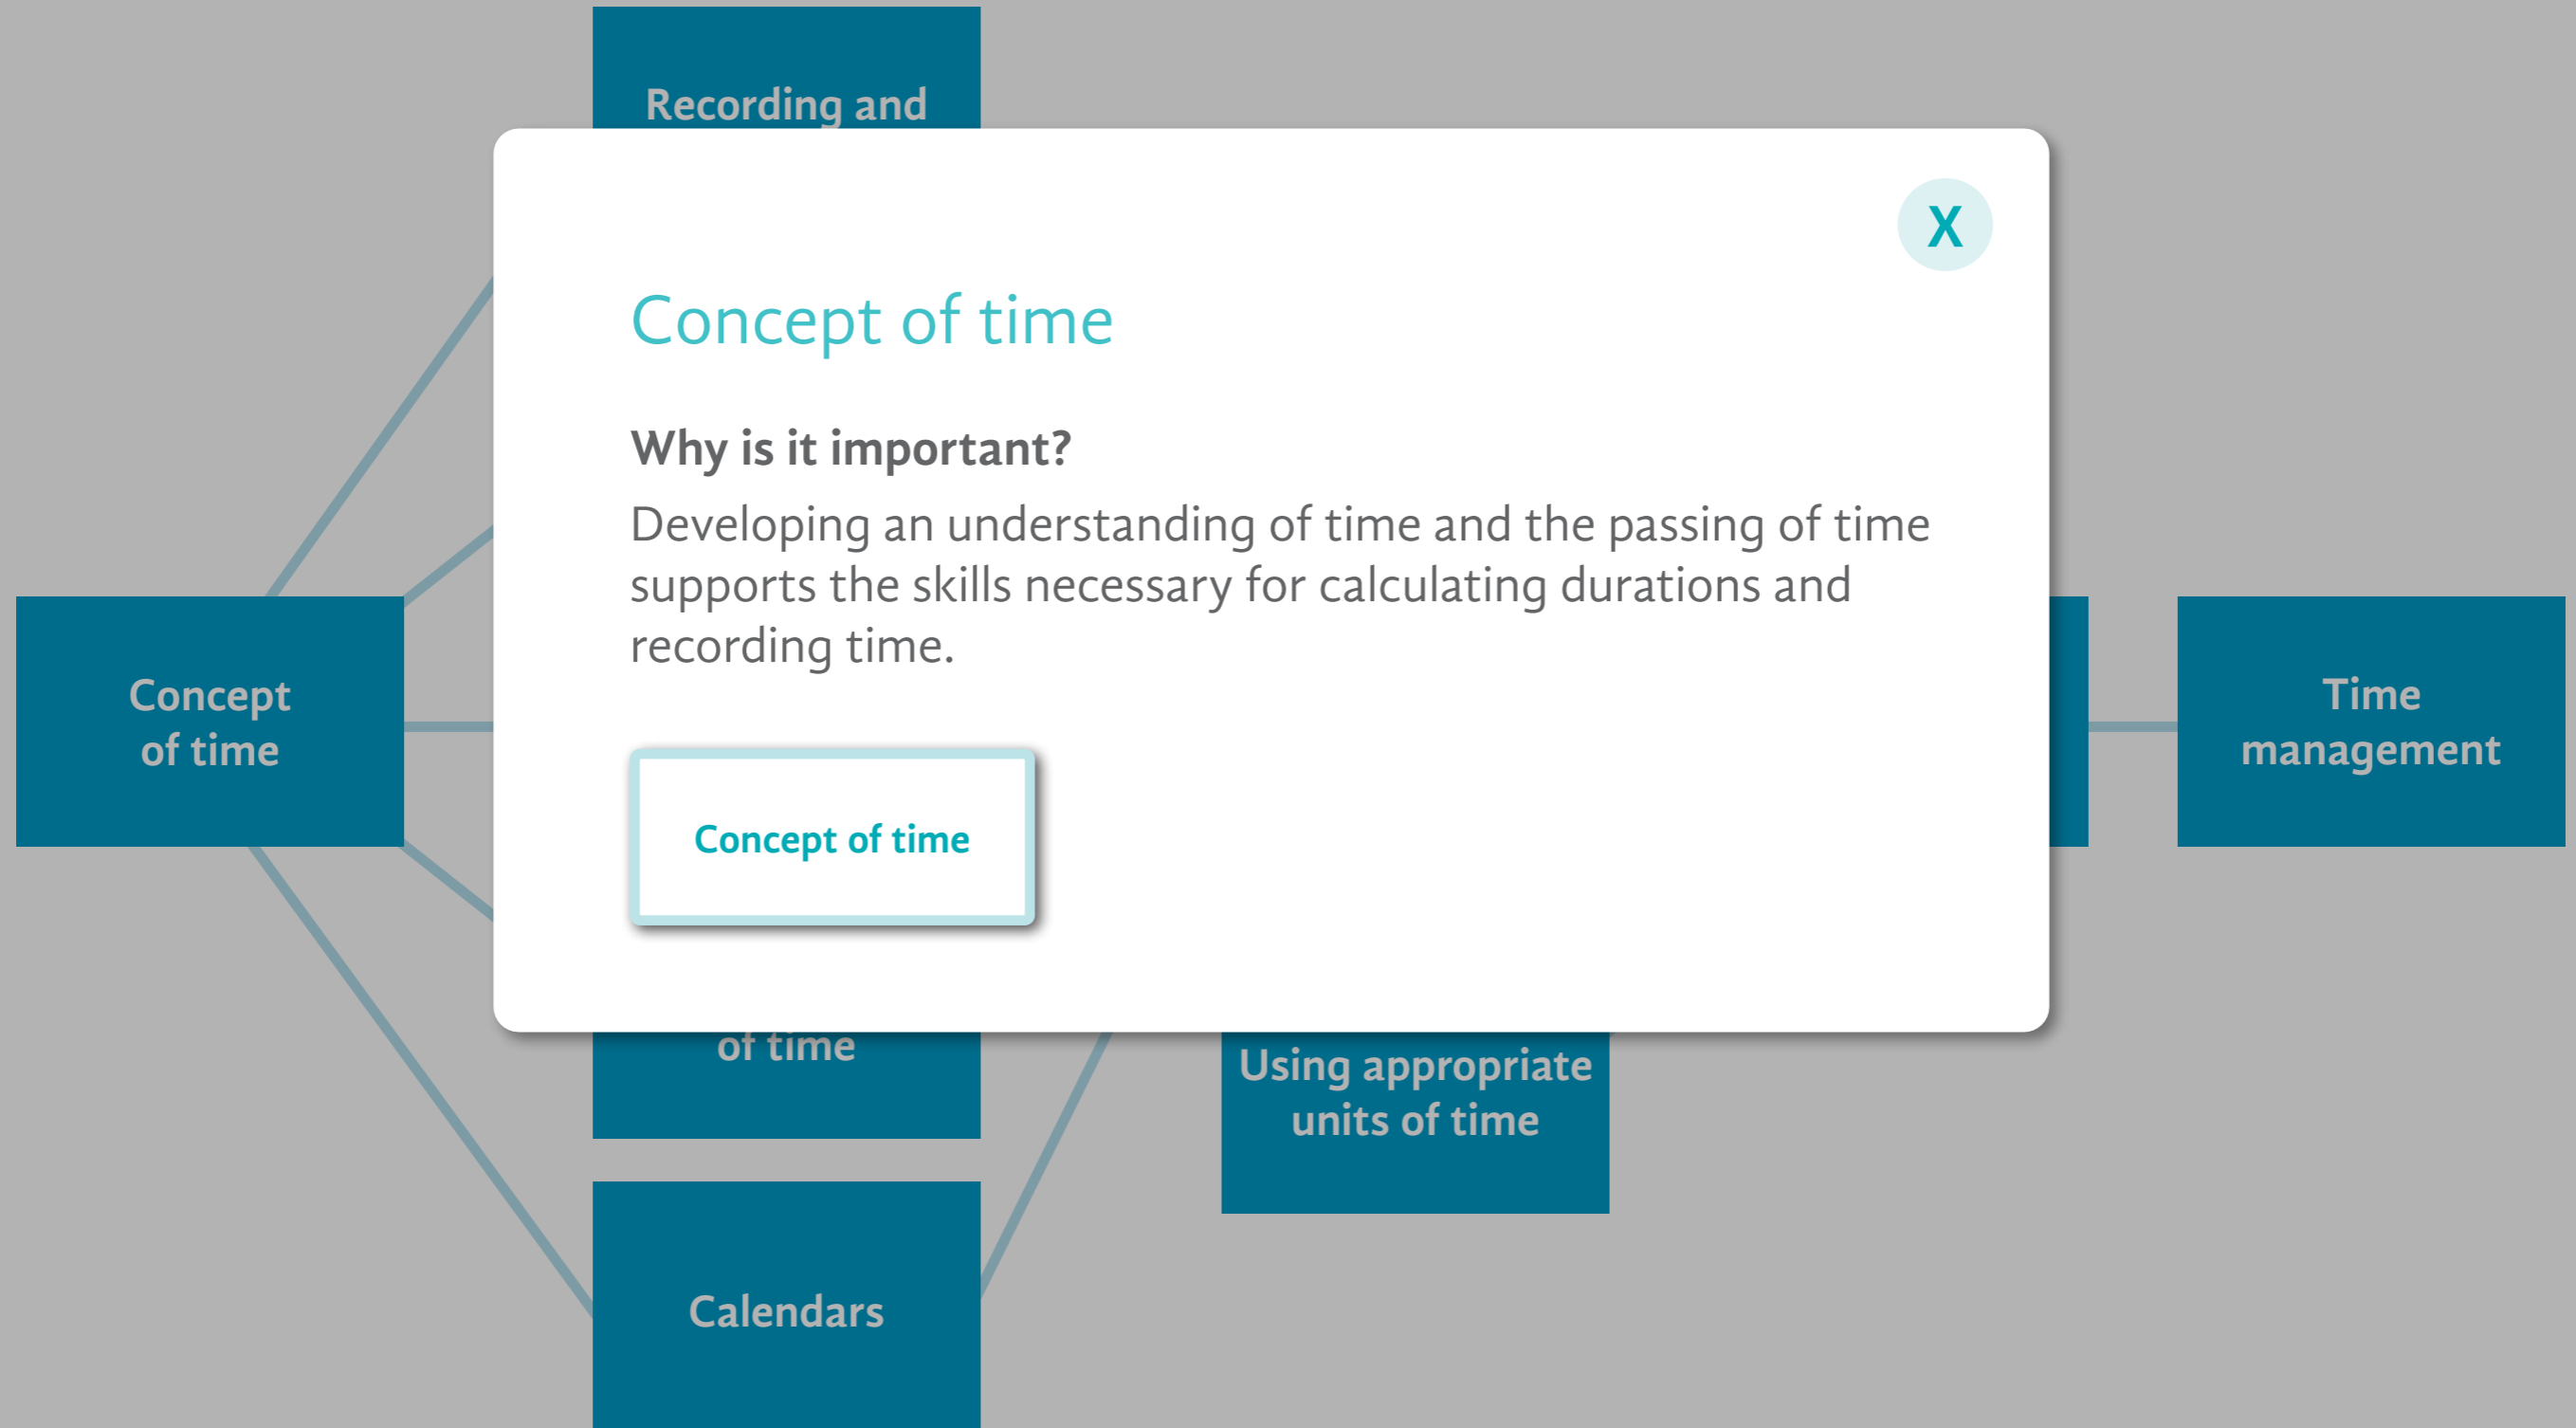 Recording and
X
Concept of time
Why is it important?
Developing an understanding of time and the passing of time
supports the skills necessary for calculating durations and
recording time.
Concept
of time
Time
management
Concept of time
of time
Using appropriate
units of time
Calendars